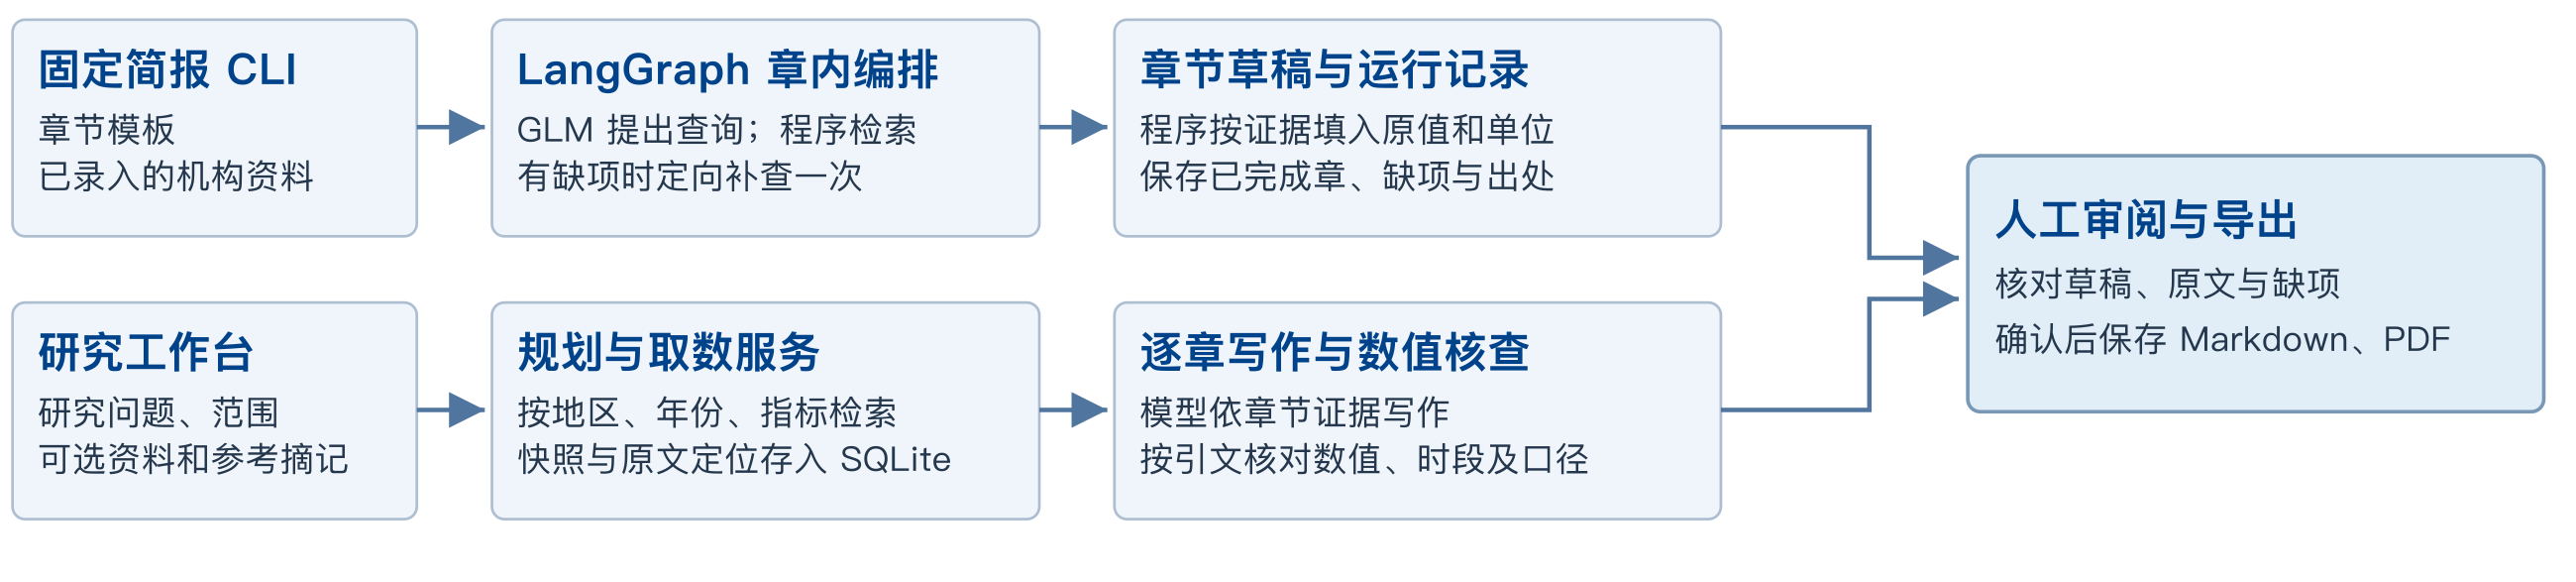 固定简报 CLI
章节模板
已录入的机构资料
LangGraph 章内编排
GLM 提出查询；程序检索
有缺项时定向补查一次
章节草稿与运行记录
程序按证据填入原值和单位
保存已完成章、缺项与出处
研究工作台
研究问题、范围
可选资料和参考摘记
规划与取数服务
按地区、年份、指标检索
快照与原文定位存入 SQLite
逐章写作与数值核查
模型依章节证据写作
按引文核对数值、时段及口径
人工审阅与导出
核对草稿、原文与缺项
确认后保存 Markdown、PDF